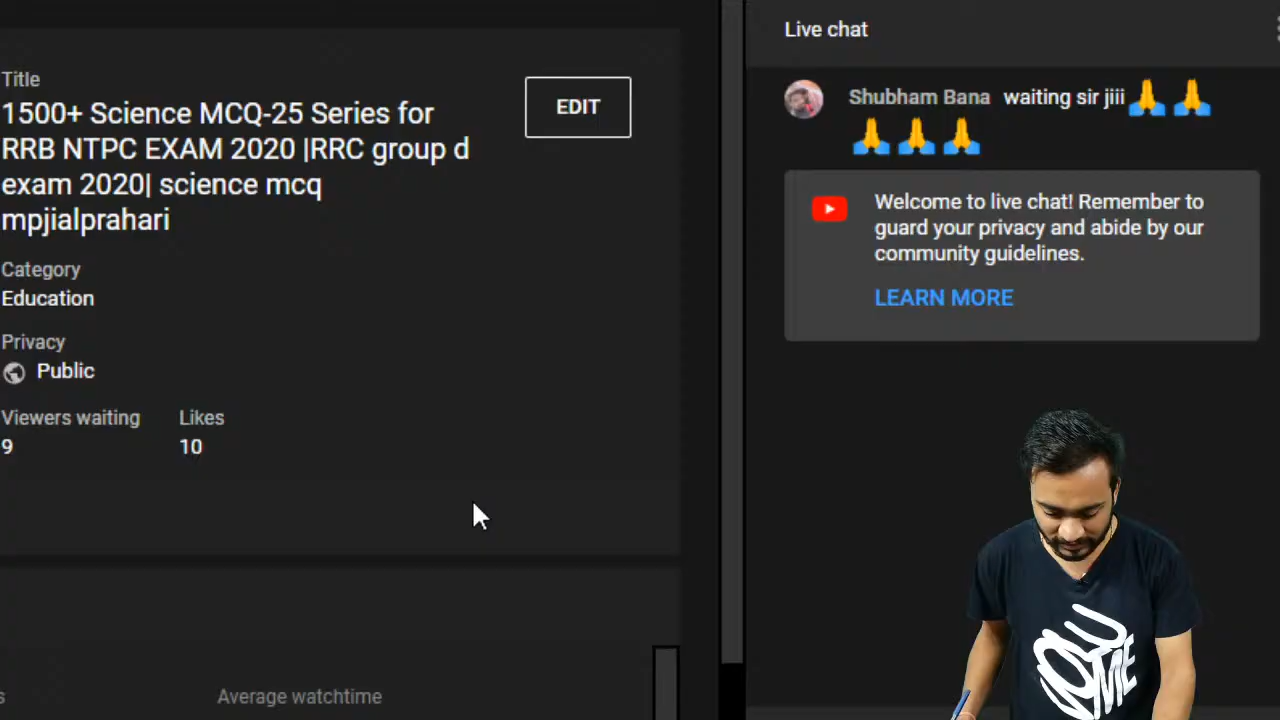 Title
1500+ Science MCQ-25 Series for
RRB NTPC EXAM 2020 |RRC group d
exam 2020| science mcq
mpjialprahari
EDIT
Category
Education
Privacy
Public
Viewers waiting Likes
9 10
Average watchtime
Live chat
Shubham Bana waiting sir jiii🙏🙏
🙏🙏🙏
Welcome to live chat! Remember to
guard your privacy and abide by our
community guidelines.
LEARN MORE
YOU
ME